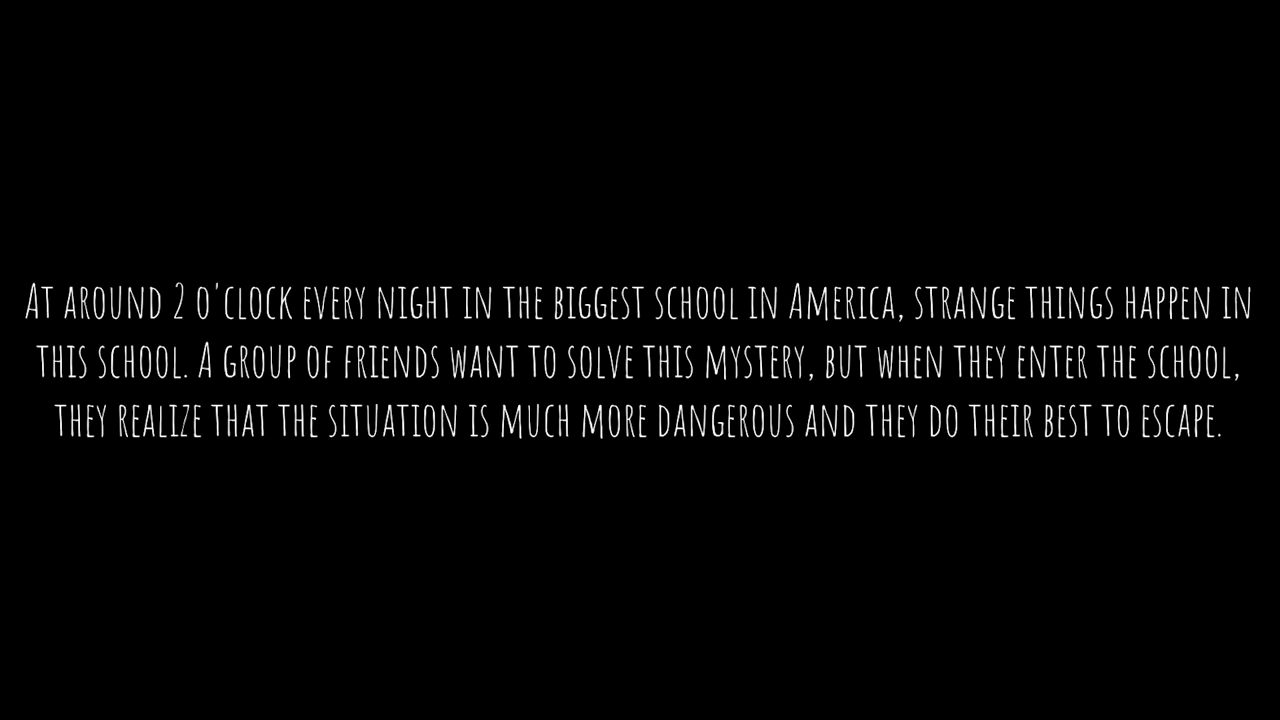 At around 2 o'clock every night in the biggest school in America, strange things happen in
this school. A group of friends want to solve this mystery, but when they enter the school,
they realize that the situation is much more dangerous and they do their best to escape.